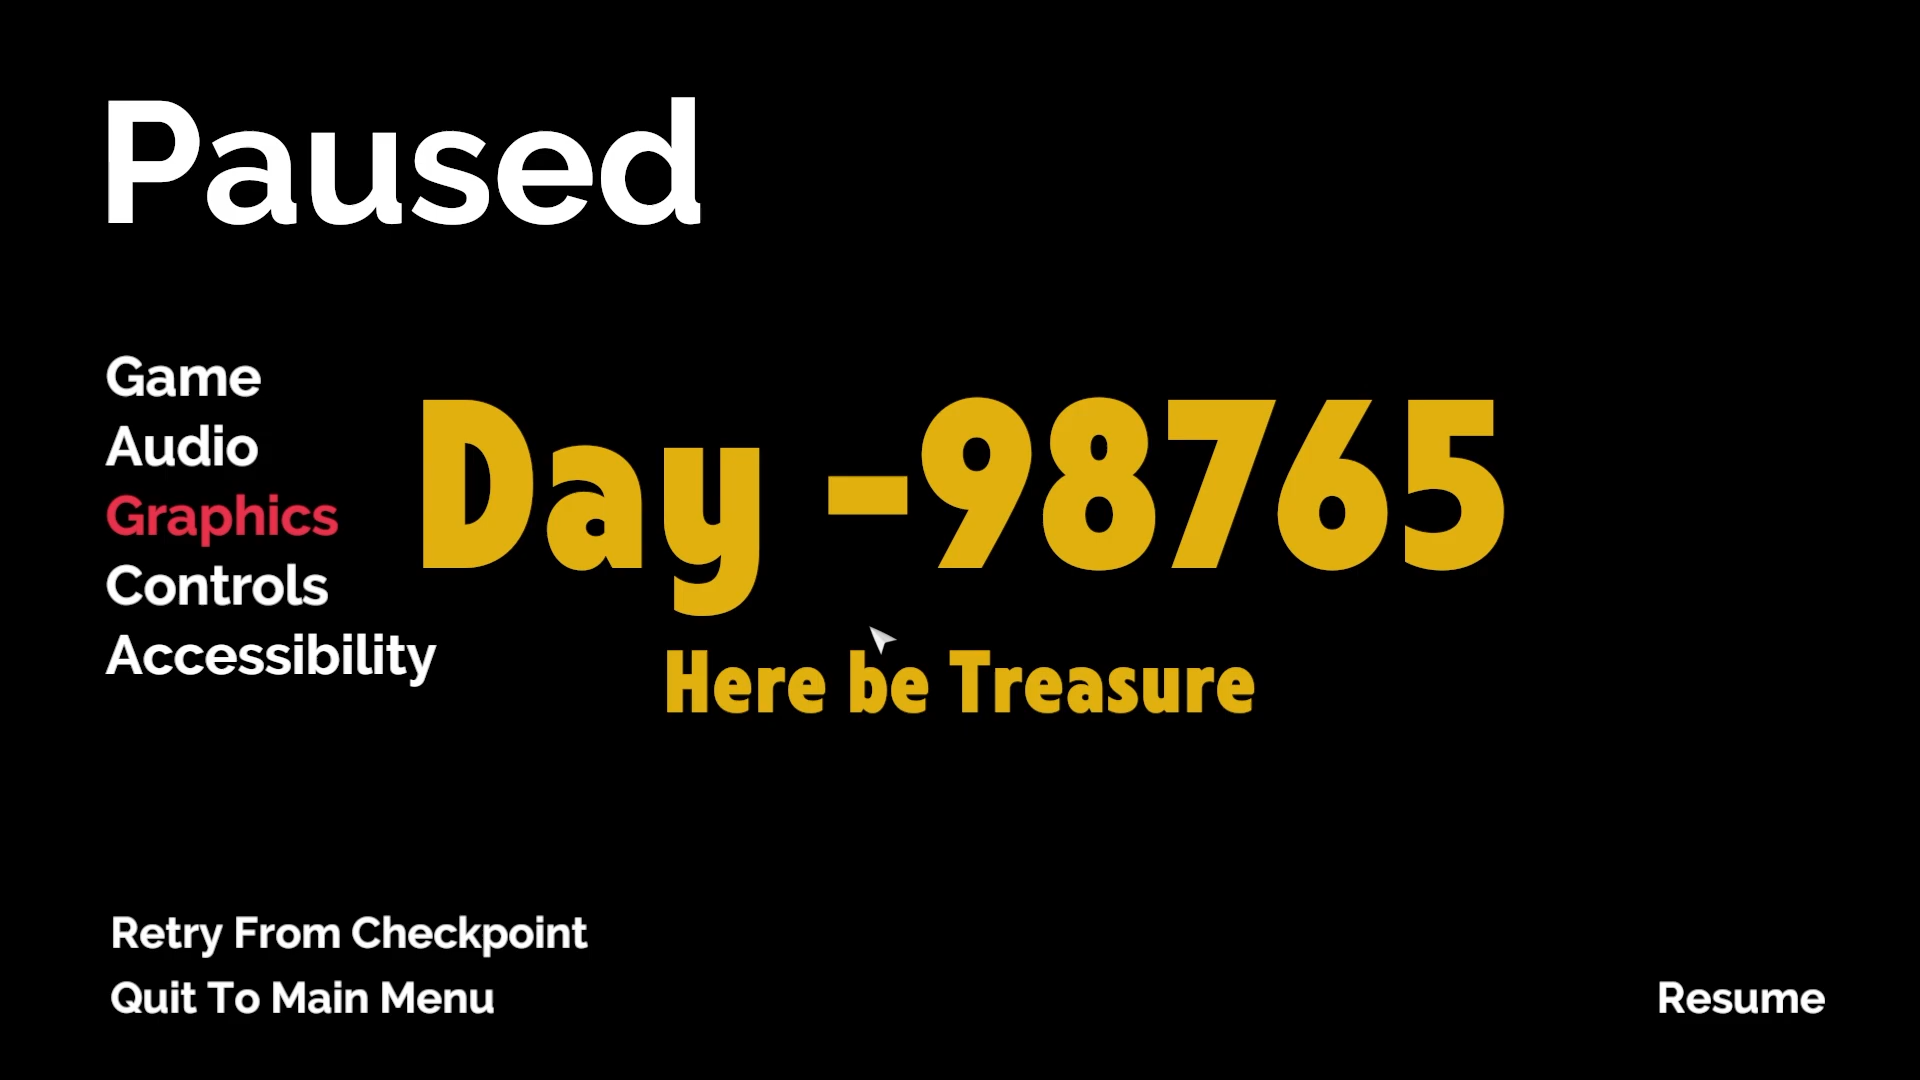 Paused
Game
Audio
Graphics
Controls
Accessibility
Day -98765
Here be Treasure
Retry From Checkpoint
Quit To Main Menu
Resume